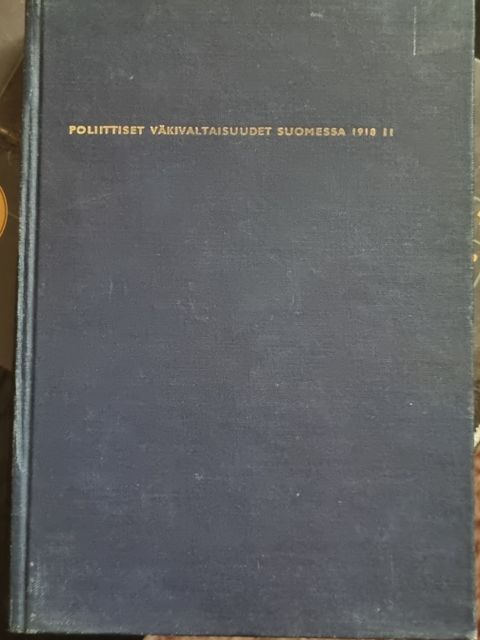 POLIITTISET VÄKIVALTAISUUDET SUOMESSA 1918 II